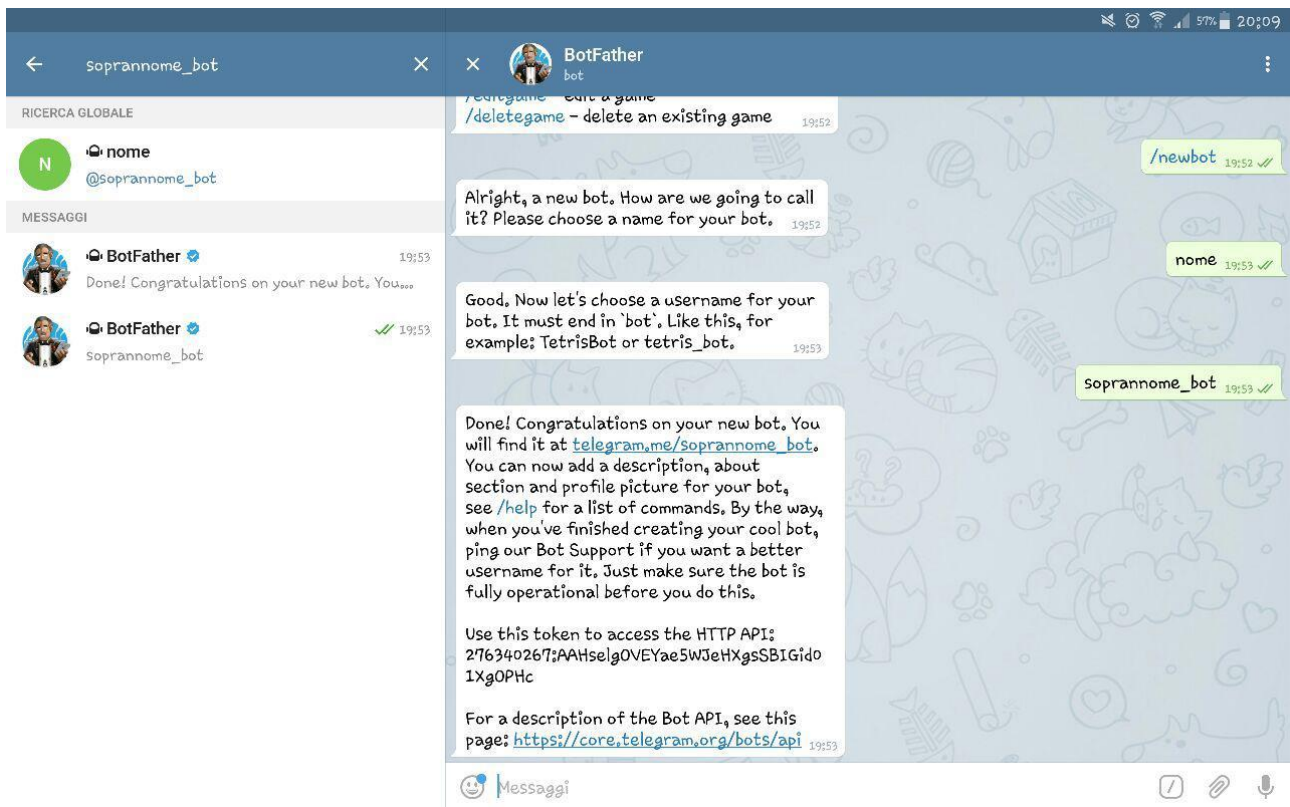 57% 20:09
soprannome_bot
RICERCA GLOBALE
N
nome
@soprannome_bot
MESSAGGI
BotFather 19:53
Done! Congratulations on your new bot. You...
BotFather 19:53
soprannome_bot
BotFather
bot
/editgame - edit a game
/deletegame - delete an existing game 19:52
/newbot 19:52
Alright, a new bot. How are we going to call
it? Please choose a name for your bot. 19:52
nome 19:53
Good. Now let's choose a username for your
bot. It must end in `bot`. Like this, for
example: TetrisBot or tetris_bot. 19:53
soprannome_bot 19:53
Done! Congratulations on your new bot. You
will find it at telegram.me/soprannome_bot.
You can now add a description, about
section and profile picture for your bot,
see /help for a list of commands. By the way,
when you've finished creating your cool bot,
ping our Bot Support if you want a better
username for it. Just make sure the bot is
fully operational before you do this.
Use this token to access the HTTP API:
276340267:AAHselgOVEYae5WJeHXgsSBIGid0
1XgOPHc
For a description of the Bot API, see this
page: https://core.telegram.org/bots/api 19:53
Messaggi